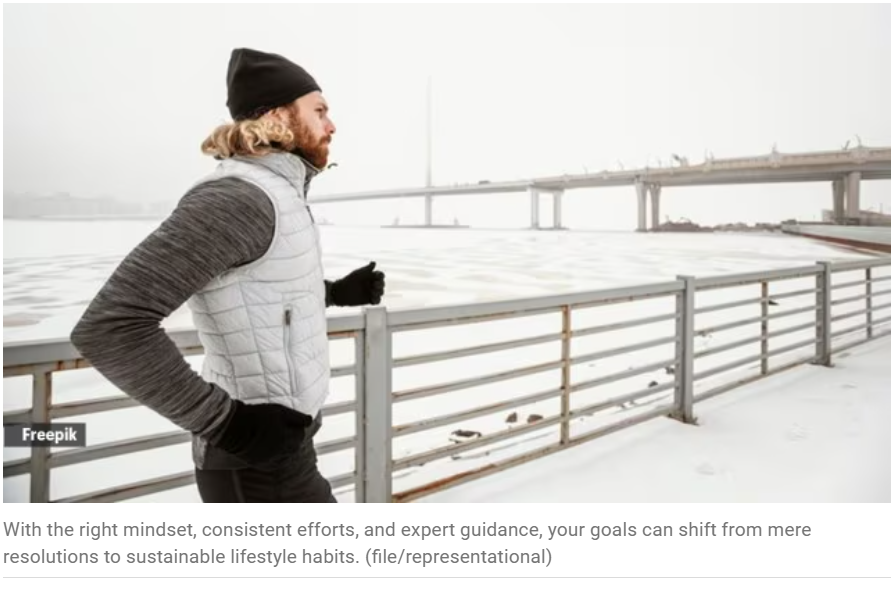 Freepik
With the right mindset, consistent efforts, and expert guidance, your goals can shift from mere
resolutions to sustainable lifestyle habits. (file/representational)